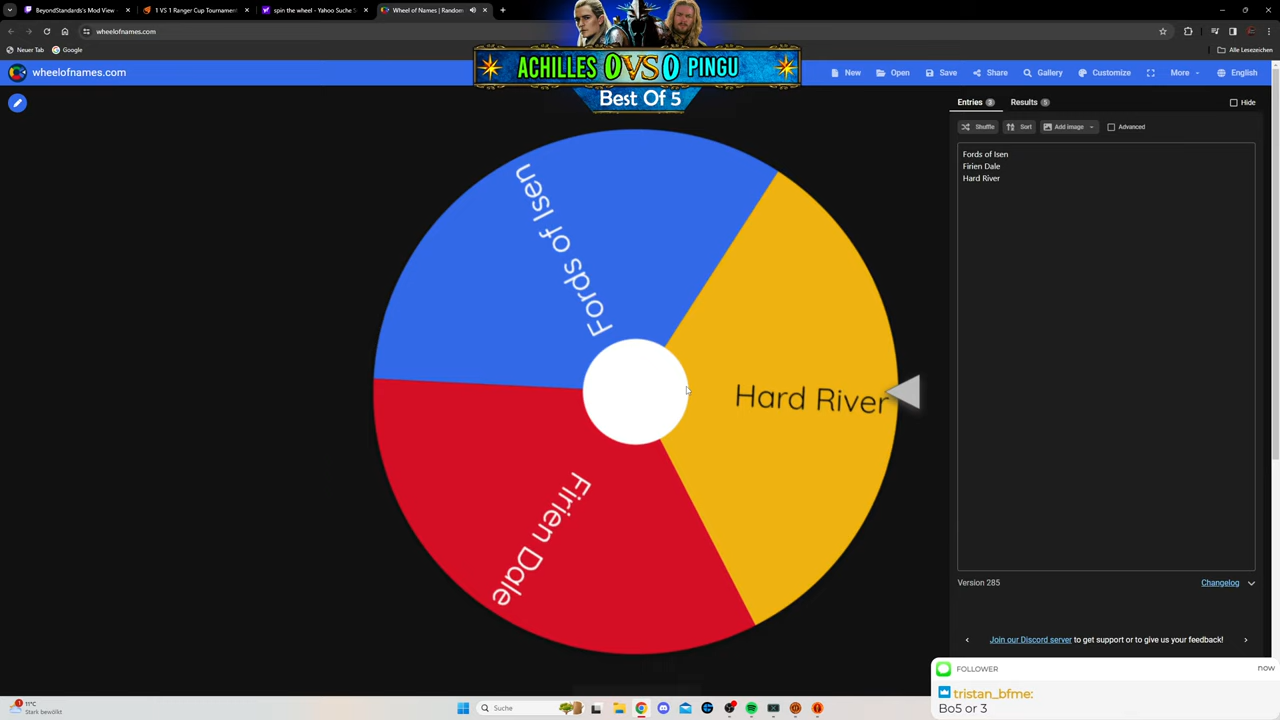 BeyondStandards's Mod View
1 VS 1 Ranger Cup Tournament
spin the wheel - Yahoo Suche
Wheel of Names | Random
wheelofnames.com
Neuer Tab
Google
Alle Lesezeichen
ACHILLES 0 VS 0 PINGU
Best Of 5
wheelofnames.com
New
Open
Save
Share
Gallery
Customize
More
English
Entries 3
Results 5
Hide
Shuffle
Sort
Add image
Advanced
Fords of Isen
Firien Dale
Hard River
Fords of Isen
Hard River
Firien Dale
Version 285
Changelog
Join our Discord server to get support or to give us your feedback!
FOLLOWER
now
tristan_bfme:
Bo5 or 3
1
11°C
Stark bewölkt
Suche